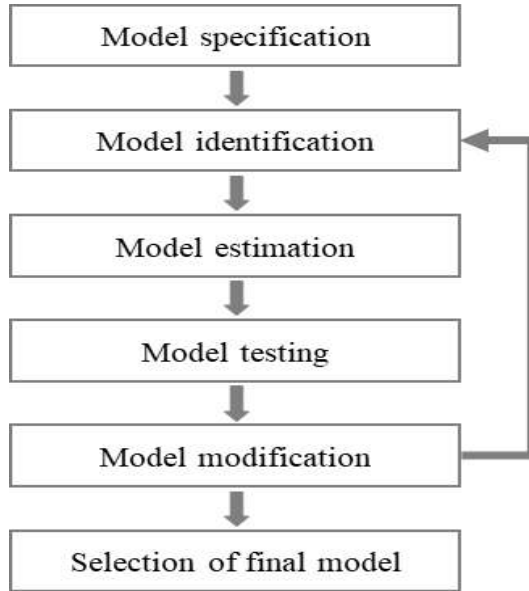 Model specification
Model identification
Model estimation
Model testing
Model modification
Selection of final model